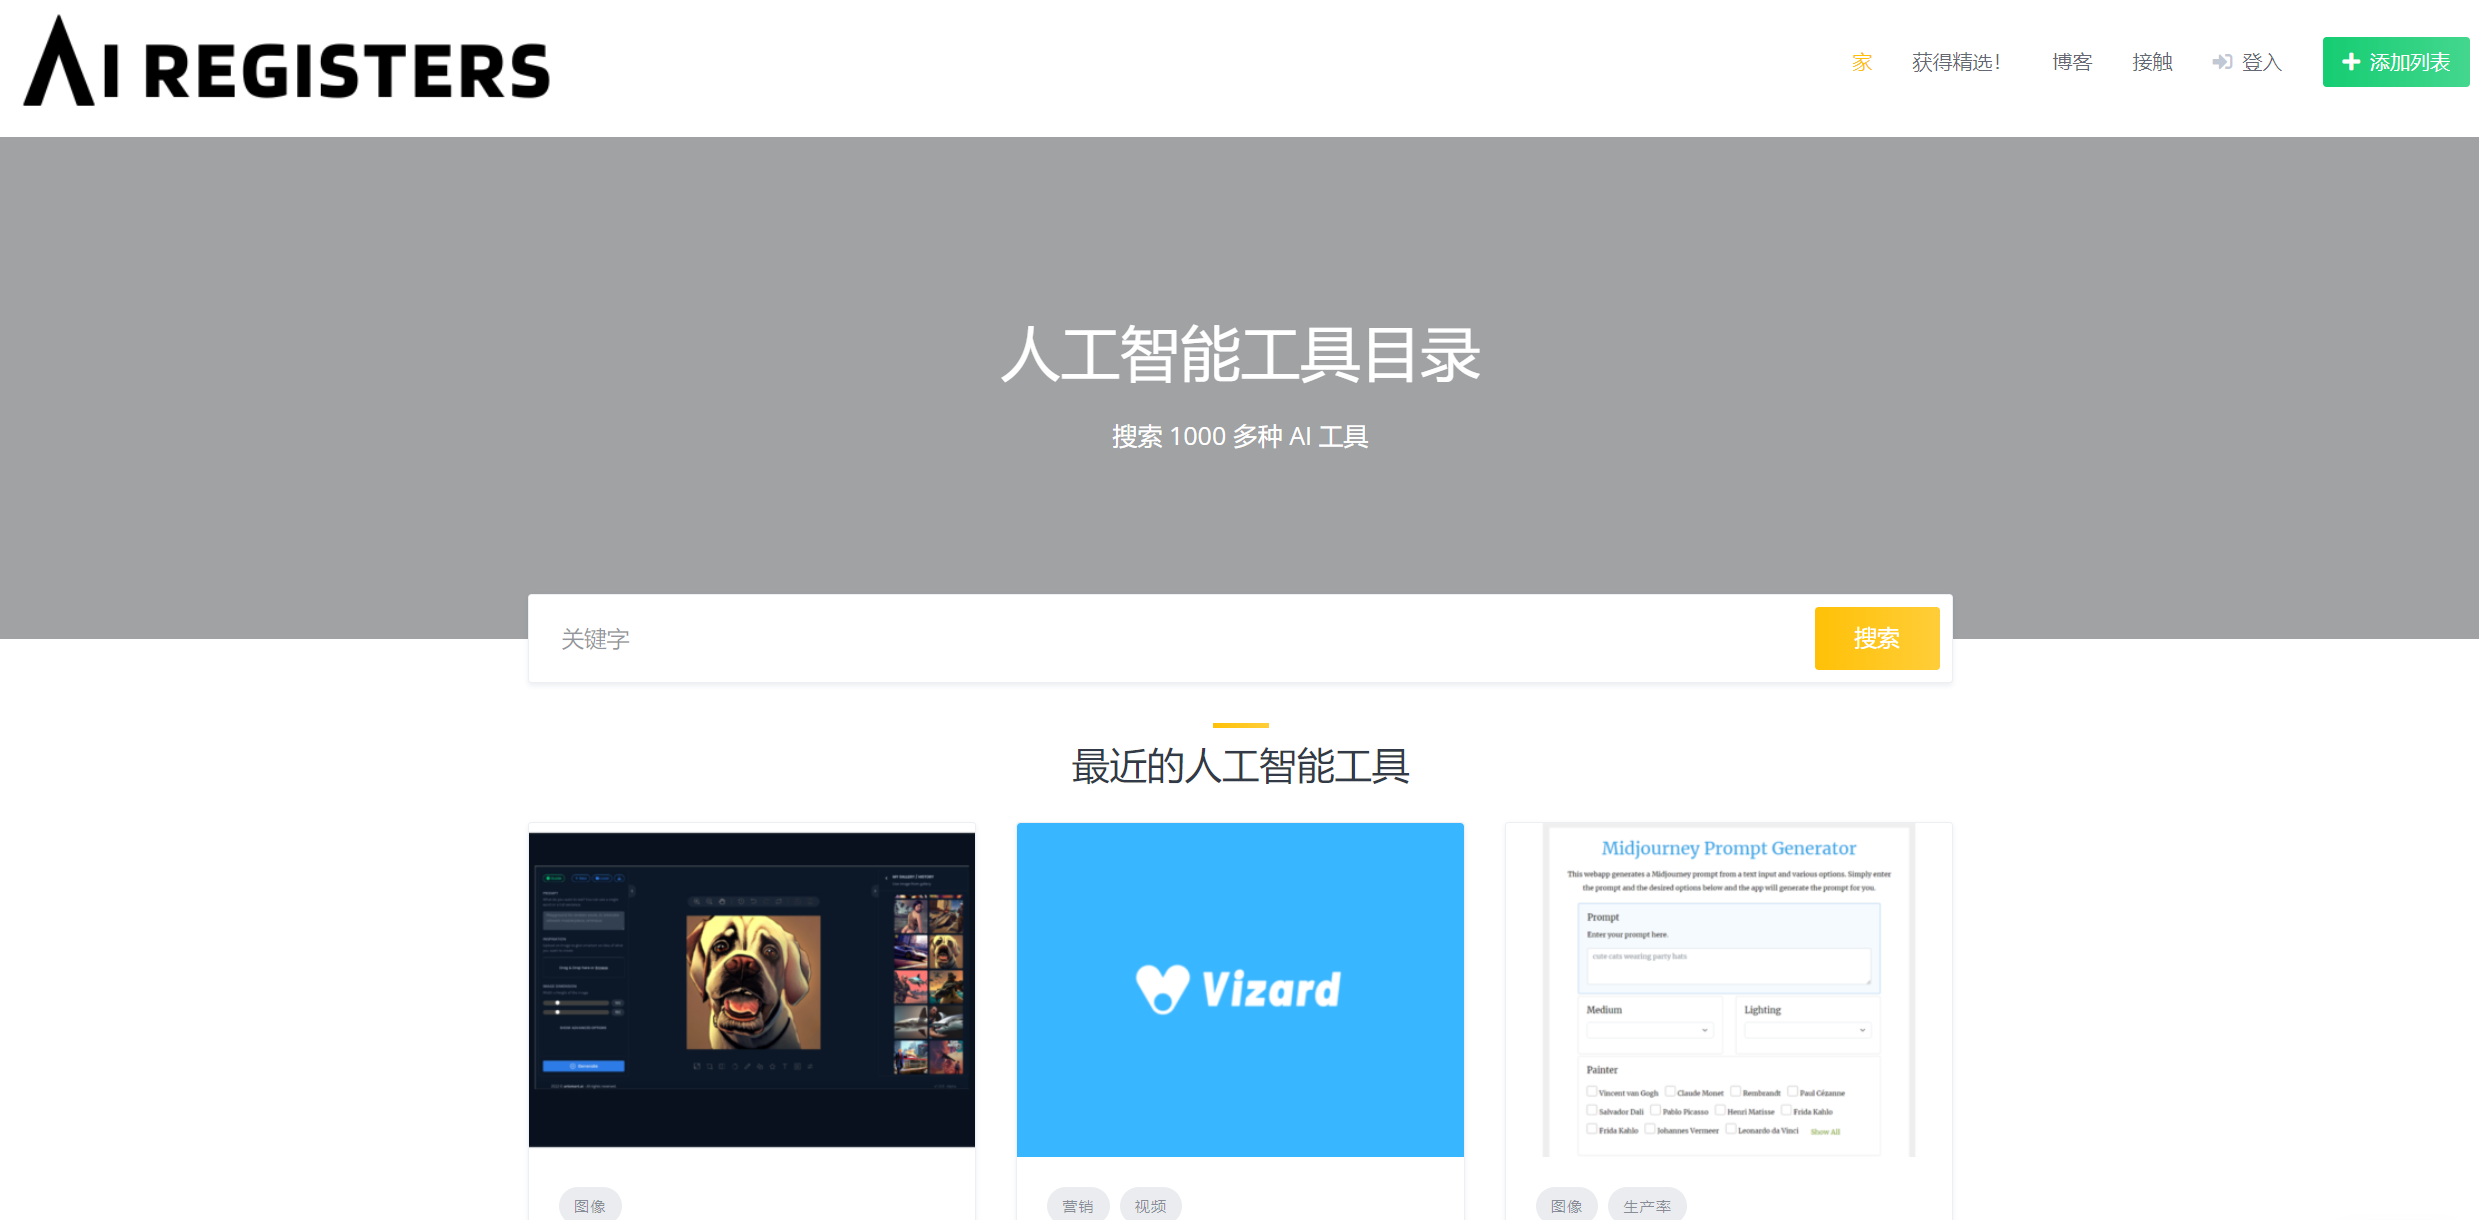 AI REGISTERS
家 获得精选! 博客 接触 登入 添加列表
人工智能工具目录
搜索 1000 多种 AI 工具
关键字 搜索
最近的人工智能工具
MY GALLERY / HISTORY
Generate
Vizard
Midjourney Prompt Generator
This webapp generates a Midjourney prompt from a text input and various options. Simply enter
the prompt and the desired options below and the app will generate the prompt for you.
Prompt
Enter your prompt here.
cute cats wearing party hats
Medium Lighting
Painter
Vincent van Gogh Claude Monet Rembrandt Paul Cézanne
Salvador Dali Pablo Picasso Henri Matisse Frida Kahlo
Frida Kahlo Johannes Vermeer Leonardo da Vinci Show All
图像
营销 视频
图像 生产率